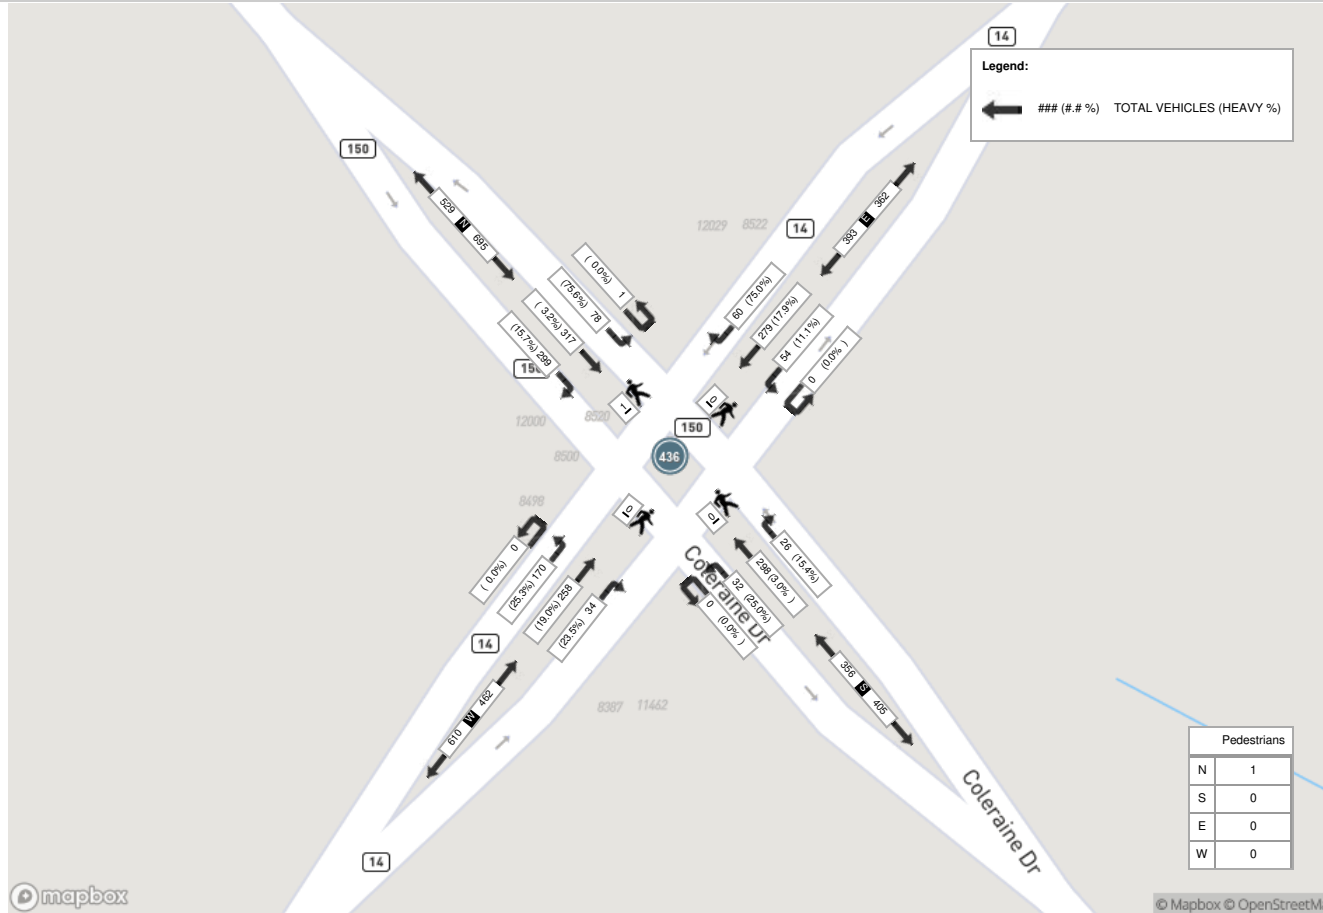 14
Legend:
### (#.# %) TOTAL VEHICLES (HEAVY %)
150
529 N 695
362 E 393
12029 8522
14
( 0.0%) 1
(75.6%) 78
( 3.2%) 317
(15.7%) 299
60 (75.0%)
279 (17.9%)
54 (11.1%)
0 (0.0% )
1
0
150
12000 8520
8500
436
8498
0
0
( 0.0%) 0
(25.3%) 170
(19.0%) 258
(23.5%) 34
26 (15.4%)
298 (3.0% )
32 (25.0%)
0 (0.0% )
Coleraine Dr
14
610 W 462
356 S 405
8387 11462
Pedestrians
N 1
S 0
E 0
W 0
Coleraine Dr
14
mapbox
© Mapbox © OpenStreetM